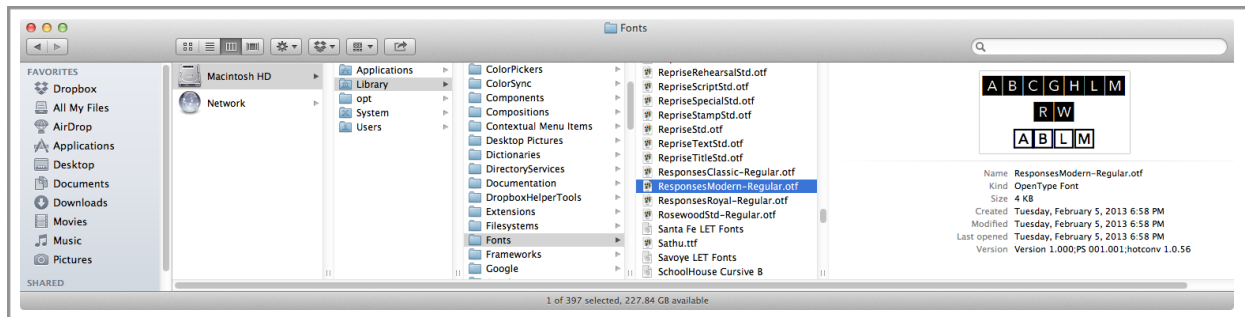 Fonts
FAVORITES
Dropbox
All My Files
AirDrop
Applications
Desktop
Documents
Downloads
Movies
Music
Pictures
SHARED
Macintosh HD
Network
Applications
Library
opt
System
Users
ColorPickers
ColorSync
Components
Compositions
Contextual Menu Items
Desktop Pictures
Dictionaries
DirectoryServices
Documentation
DropboxHelperTools
Extensions
Filesystems
Fonts
Frameworks
Google
RepriseRehearsalStd.otf
RepriseScriptStd.otf
RepriseSpecialStd.otf
RepriseStampStd.otf
RepriseStd.otf
RepriseTextStd.otf
RepriseTitleStd.otf
ResponsesClassic-Regular.otf
ResponsesModern-Regular.otf
ResponsesRoyal-Regular.otf
RosewoodStd-Regular.otf
Santa Fe LET Fonts
Sathu.ttf
Savoye LET Fonts
SchoolHouse Cursive B
A B C G H L M
R W
A B L M
Name ResponsesModern-Regular.otf
Kind OpenType Font
Size 4 KB
Created Tuesday, February 5, 2013 6:58 PM
Modified Tuesday, February 5, 2013 6:58 PM
Last opened Tuesday, February 5, 2013 6:58 PM
Version Version 1.000;PS 001.001;hotconv 1.0.56
1 of 397 selected, 227.84 GB available